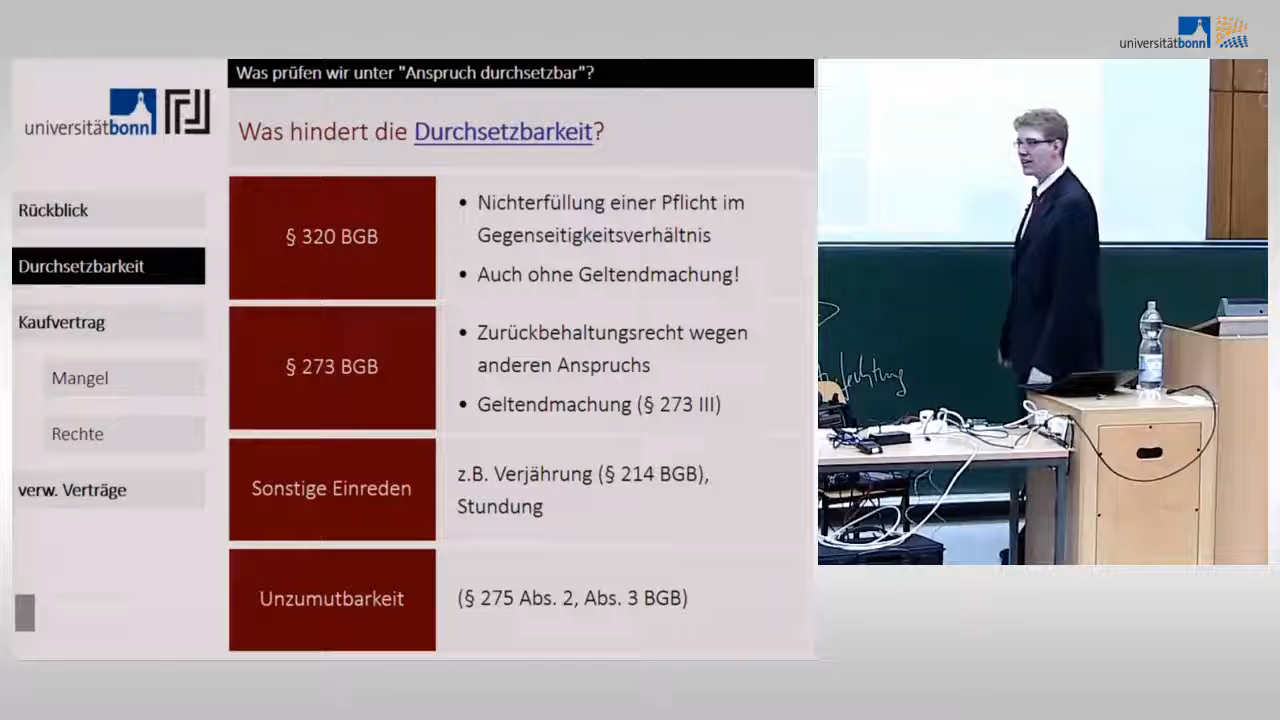 universitätbonn
Was prüfen wir unter "Anspruch durchsetzbar"?
universitätbonn
Was hindert die Durchsetzbarkeit?
Rückblick
Durchsetzbarkeit
Kaufvertrag
Mangel
Rechte
verw. Verträge
§ 320 BGB
• Nichterfüllung einer Pflicht im
Gegenseitigkeitsverhältnis
• Auch ohne Geltendmachung!
§ 273 BGB
• Zurückbehaltungsrecht wegen
anderen Anspruchs
• Geltendmachung (§ 273 III)
Sonstige Einreden
z.B. Verjährung (§ 214 BGB),
Stundung
Unzumutbarkeit
(§ 275 Abs. 2, Abs. 3 BGB)